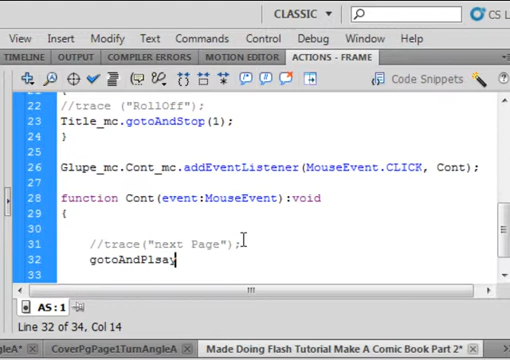 CLASSIC
CS L
View Insert Modify Text Commands Control Debug Window Help
TIMELINE OUTPUT COMPILER ERRORS MOTION EDITOR ACTIONS - FRAME
Code Snippets
{
22 //trace ("RollOff");
23 Title_mc.gotoAndStop(1);
24 }
25
26 Glupe_mc.Cont_mc.addEventListener(MouseEvent.CLICK, Cont);
27
28 function Cont(event:MouseEvent):void
29 {
30
31 //trace("next Page");
32 gotoAndPlsay
33
AS:1
Line 32 of 34, Col 14
gleA* CoverPgPage1TurnAngleA Made Doing Flash Tutorial Make A Comic Book Part 2*